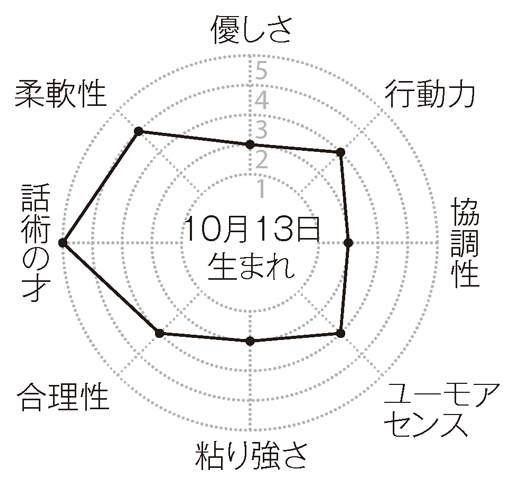 優しさ
行動力
協調性
ユーモア
センス
粘り強さ
合理性
話術の才
柔軟性
5
4
3
2
1
10月13日
生まれ